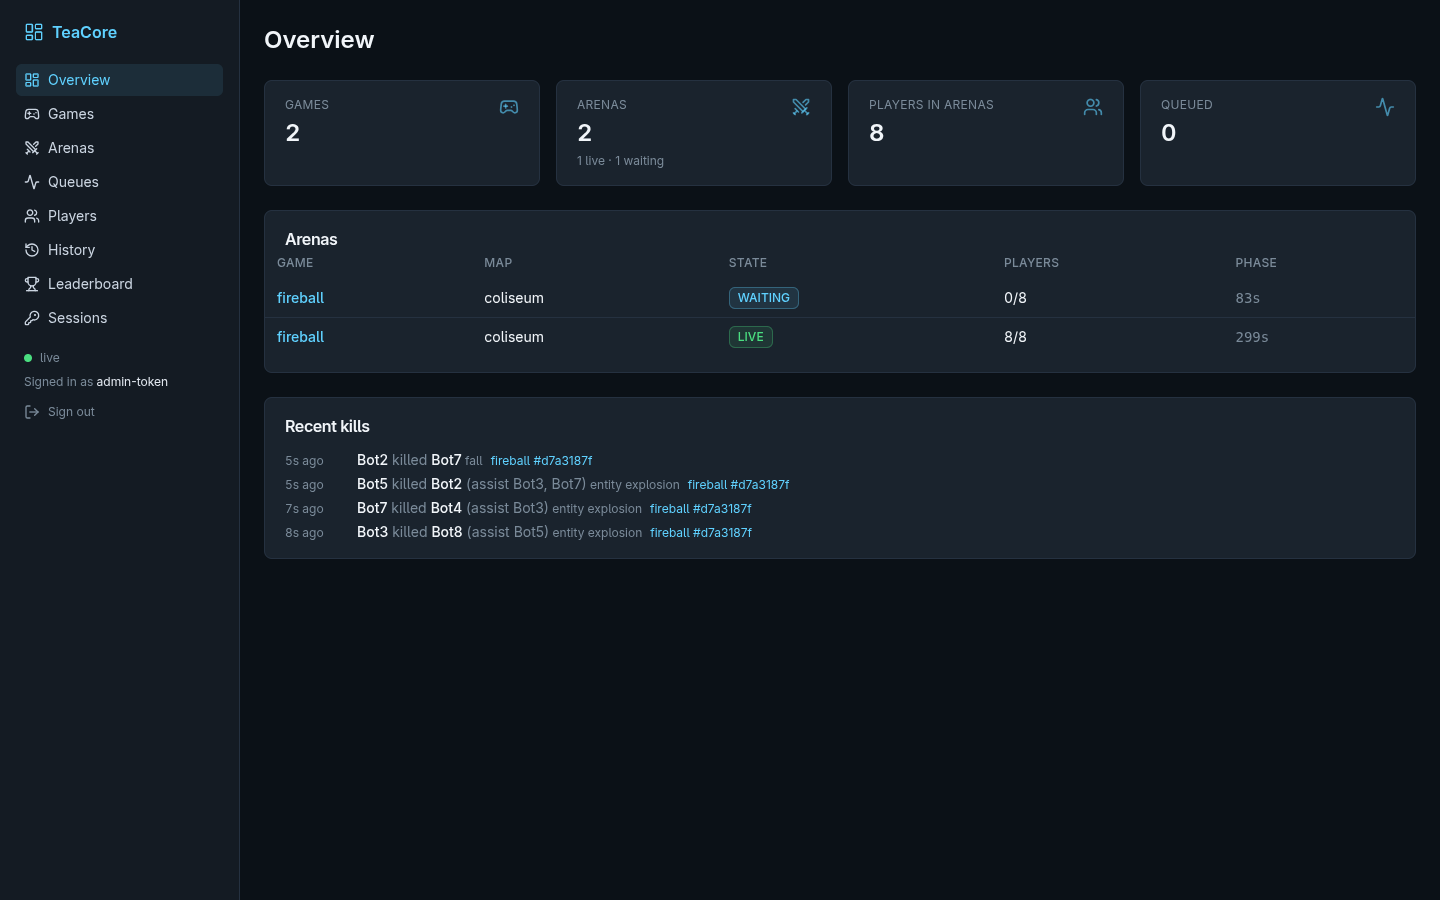 TeaCore
Overview
Games
Arenas
Queues
Players
History
Leaderboard
Sessions
live
Signed in as admin-token
Sign out
Overview
GAMES
2
ARENAS
2
1 live · 1 waiting
PLAYERS IN ARENAS
8
QUEUED
0
Arenas
GAME MAP STATE PLAYERS PHASE
fireball coliseum WAITING 0/8 83s
fireball coliseum LIVE 8/8 299s
Recent kills
5s ago Bot2 killed Bot7 fall fireball #d7a3187f
5s ago Bot5 killed Bot2 (assist Bot3, Bot7) entity explosion fireball #d7a3187f
7s ago Bot7 killed Bot4 (assist Bot3) entity explosion fireball #d7a3187f
8s ago Bot3 killed Bot8 (assist Bot5) entity explosion fireball #d7a3187f